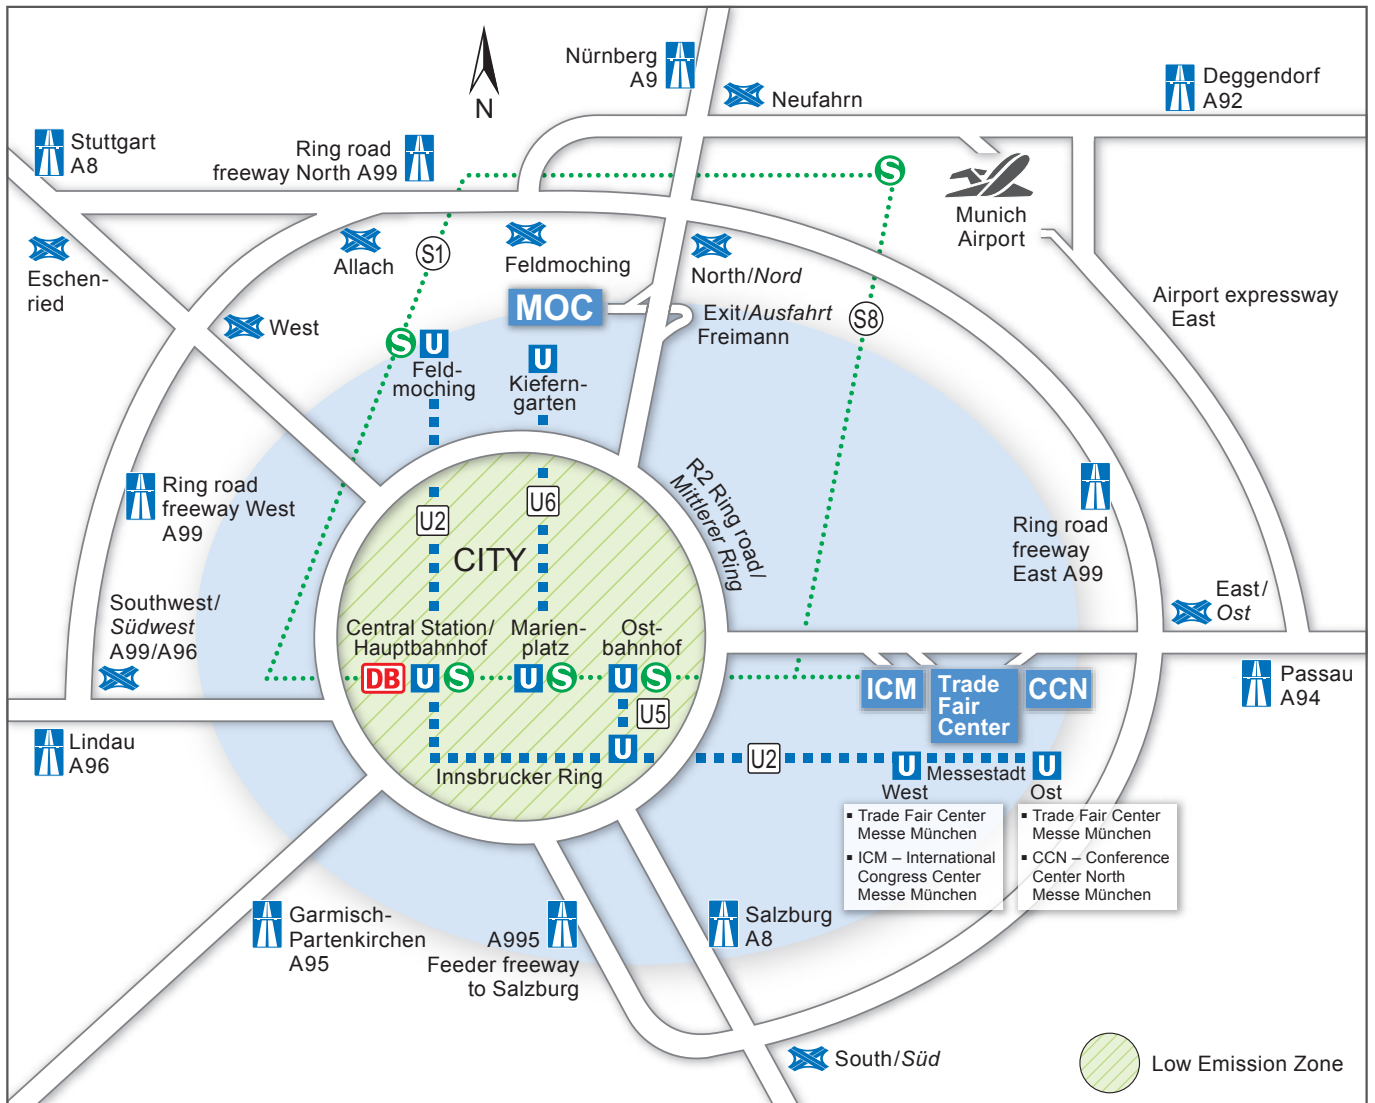 Nürnberg
A9
N
Neufahrn
Deggendorf
A92
Stuttgart
A8
Ring road
freeway North A99
S
Munich
Airport
Eschen-
ried
Allach
S1
Feldmoching
North/Nord
MOC
Exit/Ausfahrt
Freimann
S8
Airport expressway
East
West
S U
Feld-
moching
U
Kiefern-
garten
R2 Ring road/
Mittlerer Ring
Ring road
freeway West
A99
U2
U6
CITY
Ring road
freeway
East A99
Southwest/
Südwest
A99/A96
Central Station/
Hauptbahnhof
Marien-
platz
Ost-
bahnhof
East/
Ost
DB U S
U S
U S
ICM
Trade
Fair
Center
CCN
Passau
A94
U5
Lindau
A96
U
Innsbrucker Ring
U2
U
West
Messestadt
U
Ost
▪ Trade Fair Center
Messe München
▪ ICM – International
Congress Center
Messe München
▪ Trade Fair Center
Messe München
▪ CCN – Conference
Center North
Messe München
Garmisch-
Partenkirchen
A95
A995
Feeder freeway
to Salzburg
Salzburg
A8
South/Süd
Low Emission Zone